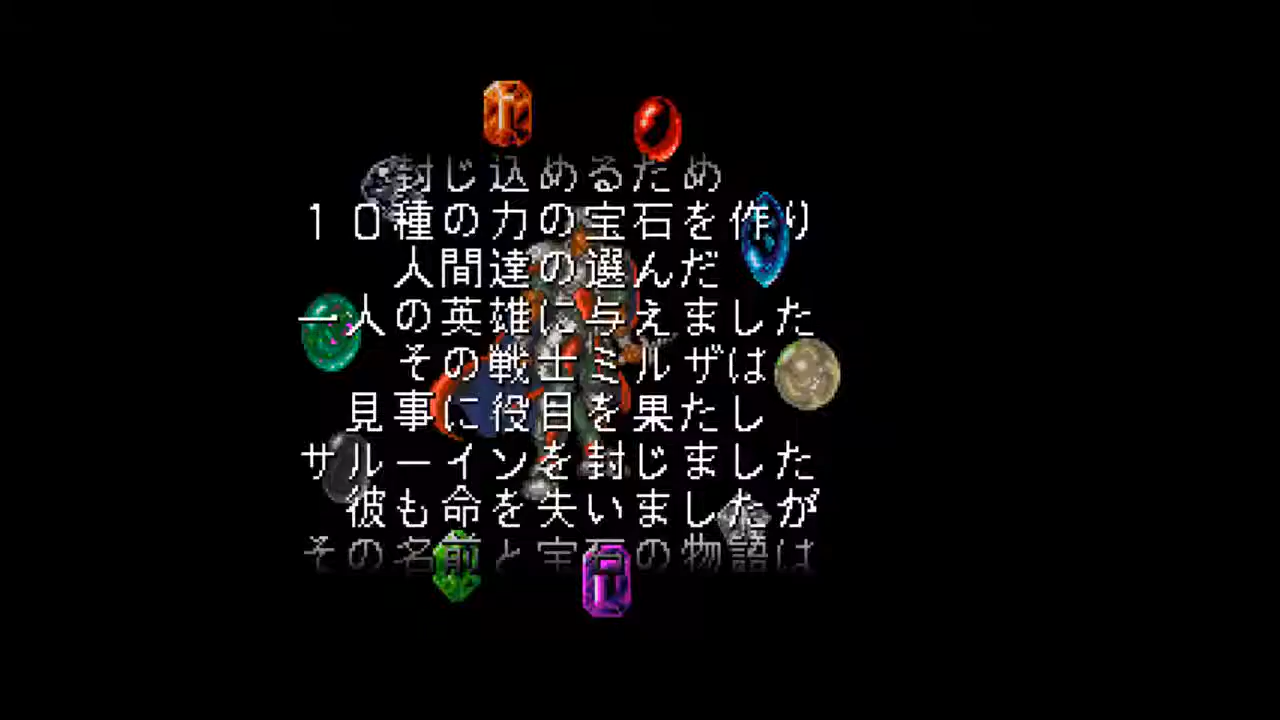 封じ込めるため
10種の力の宝石を作り
人間達の選んだ
一人の英雄に与えました
その戦士ミルザは
見事に役目を果たし
サルーインを封じました
彼も命を失いましたが
その名前と宝石の物語は